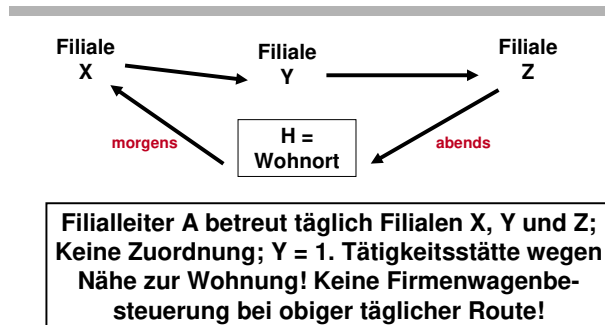 Filiale
X
Filiale
Y
Filiale
Z
morgens
H =
Wohnort
abends
Filialleiter A betreut täglich Filialen X, Y und Z;
Keine Zuordnung; Y = 1. Tätigkeitsstätte wegen
Nähe zur Wohnung! Keine Firmenwagenbe-
steuerung bei obiger täglicher Route!